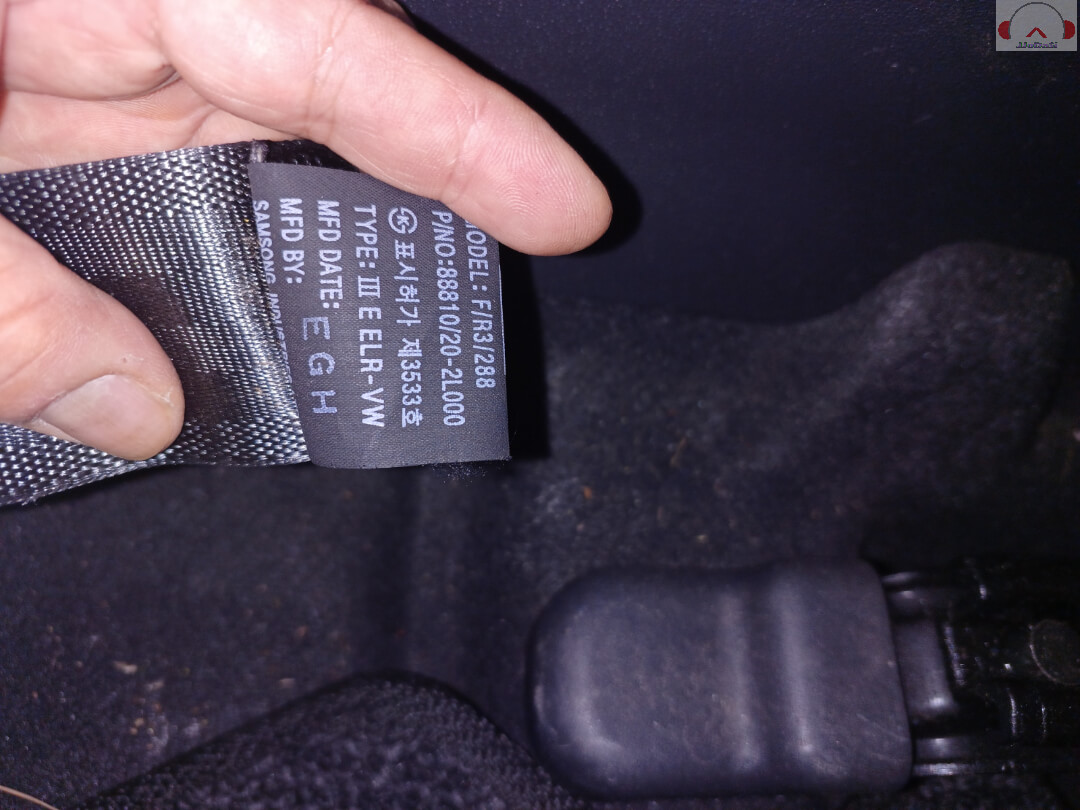 MODEL: F/R3/288
P/NO:88810/20-2L000
표시허가 제3533호
TYPE: Ⅲ E ELR-VW
MFD DATE: EGH
MFD BY:
SAMSONG